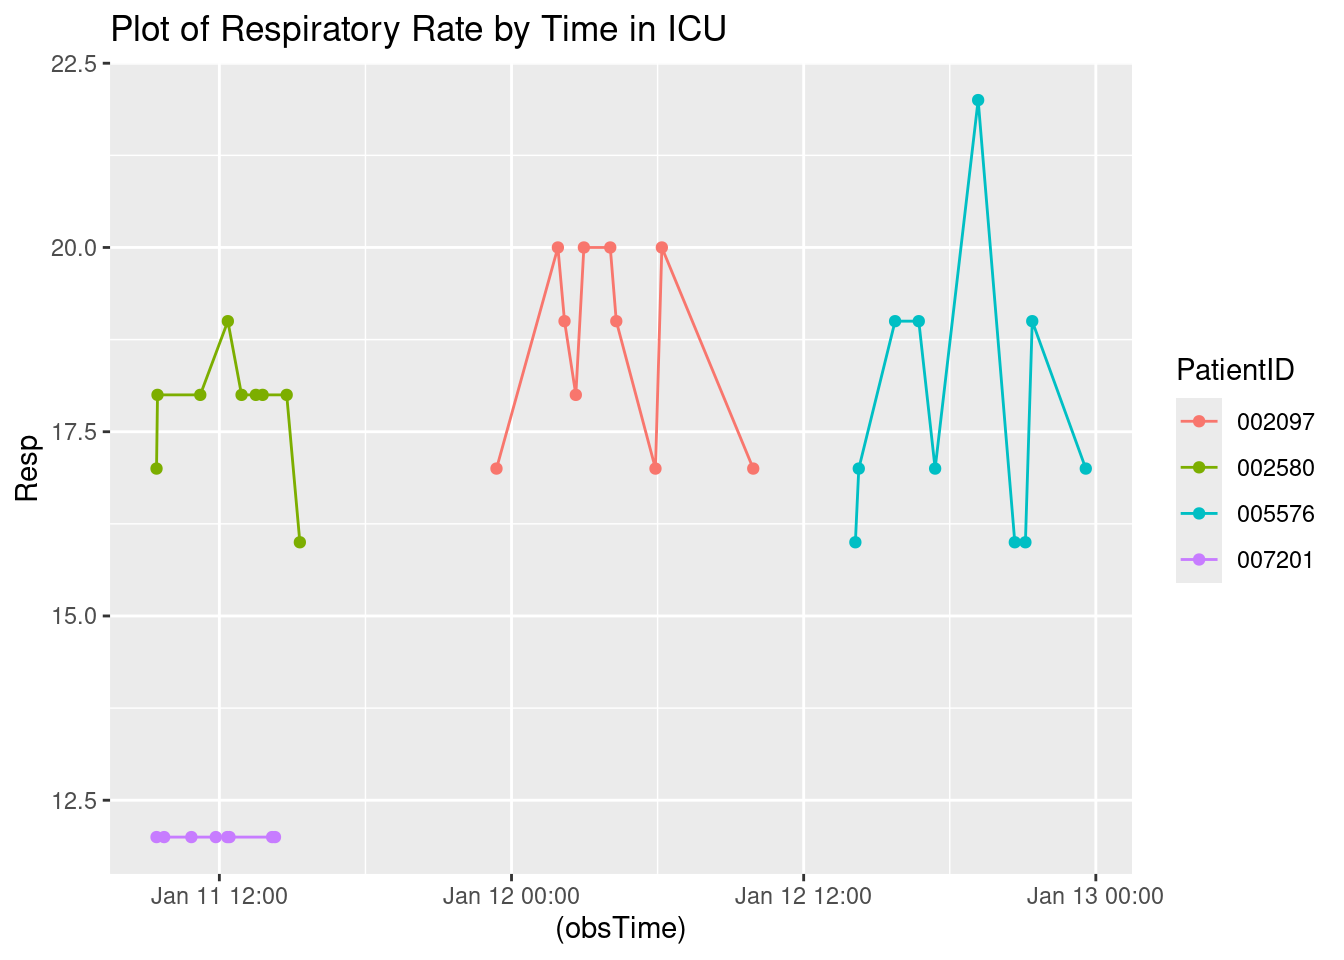 Plot of Respiratory Rate by Time in ICU
22.5
20.0
17.5
15.0
12.5
Resp
Jan 11 12:00
Jan 12 00:00
Jan 12 12:00
Jan 13 00:00
(obsTime)
PatientID
002097
002580
005576
007201